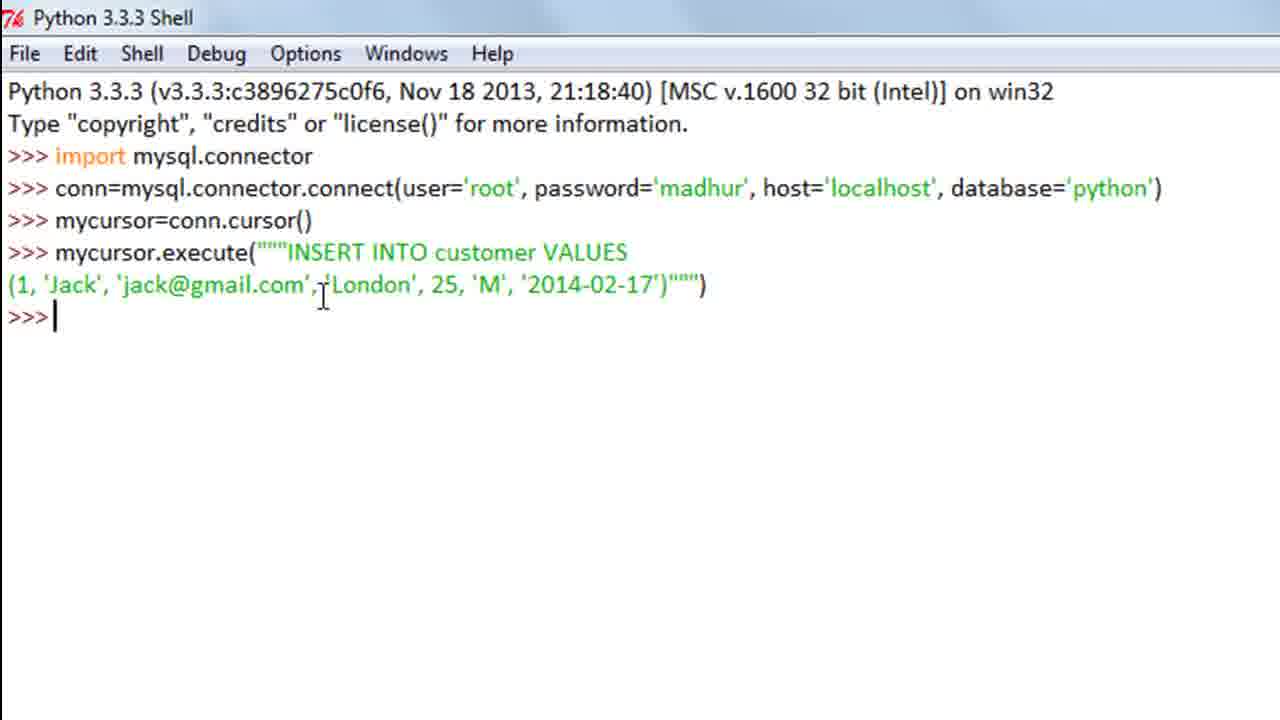 Python 3.3.3 Shell
File Edit Shell Debug Options Windows Help
Python 3.3.3 (v3.3.3:c3896275c0f6, Nov 18 2013, 21:18:40) [MSC v.1600 32 bit (Intel)] on win32
Type "copyright", "credits" or "license()" for more information.
>>> import mysql.connector
>>> conn=mysql.connector.connect(user='root', password='madhur', host='localhost', database='python')
>>> mycursor=conn.cursor()
>>> mycursor.execute("""INSERT INTO customer VALUES
(1, 'Jack', 'jack@gmail.com', 'London', 25, 'M', '2014-02-17')""")
>>>